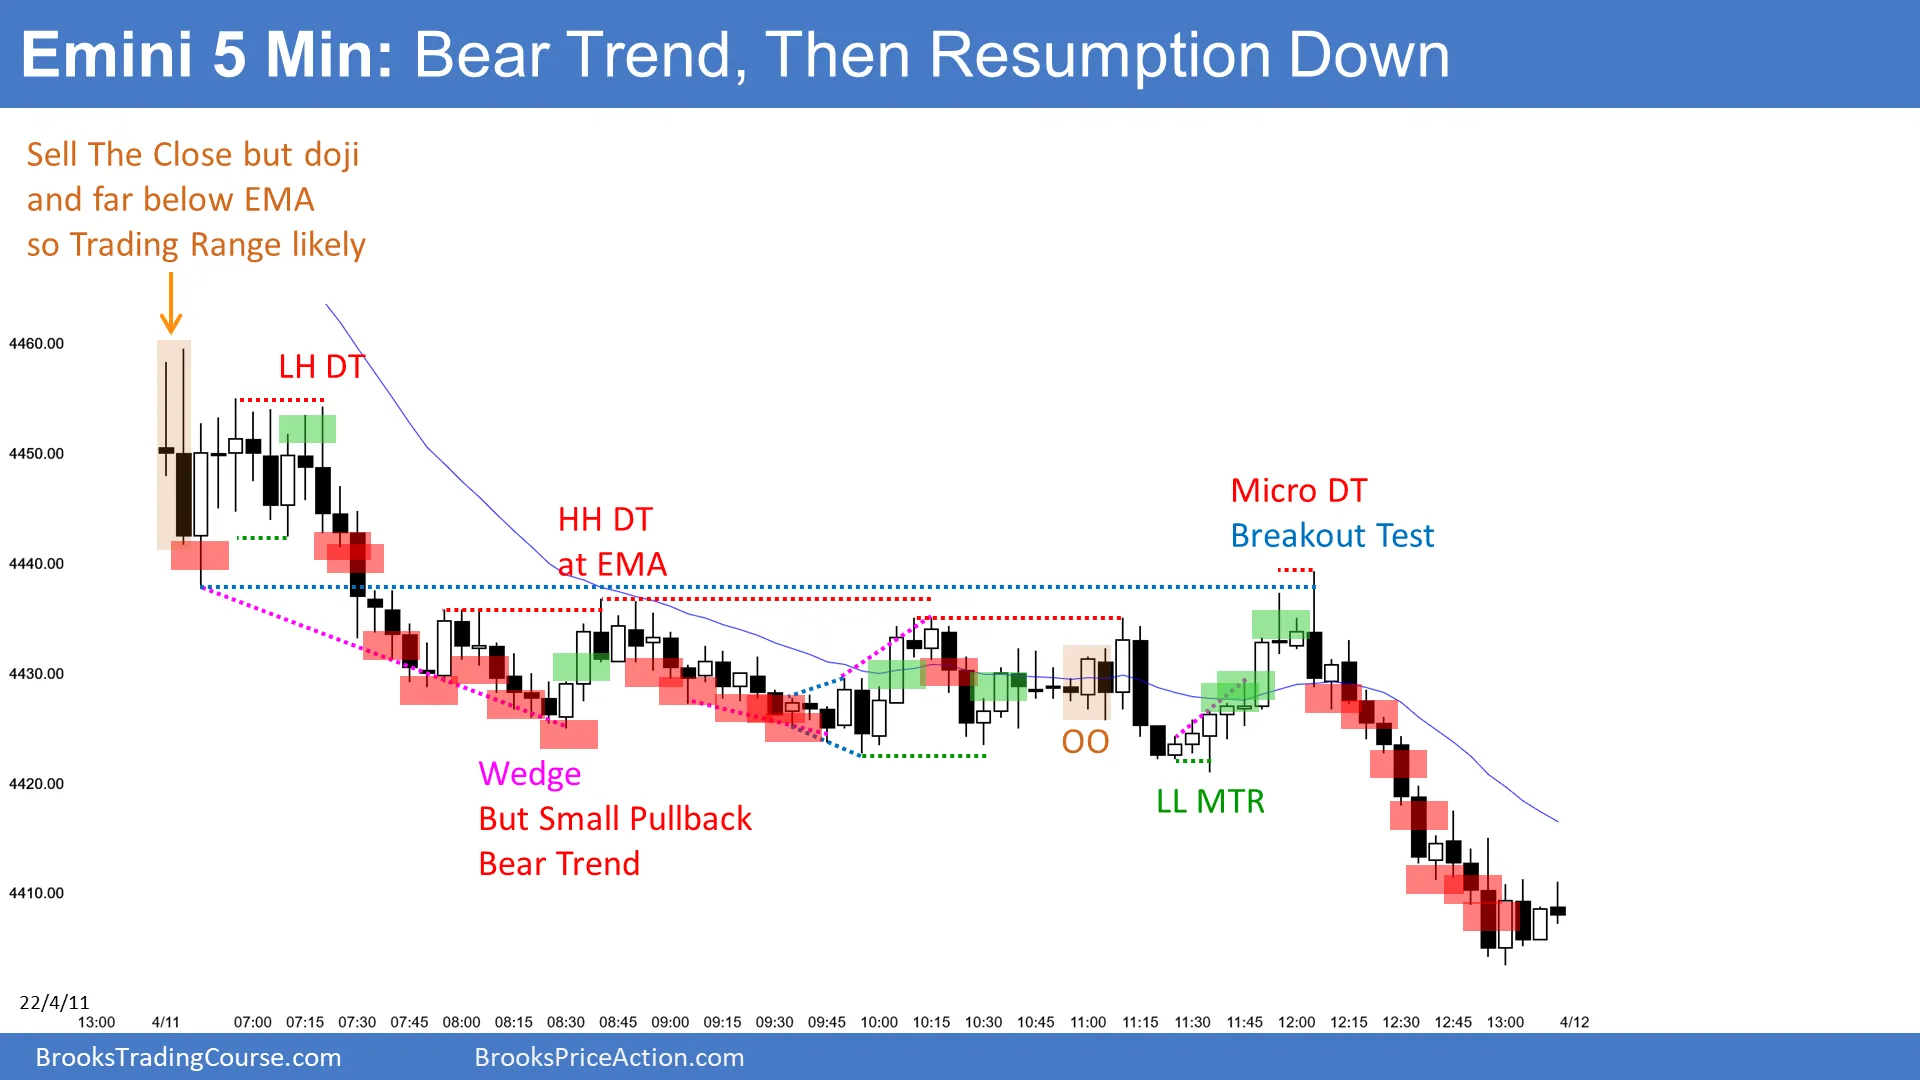 Emini 5 Min: Bear Trend, Then Resumption Down
Sell The Close but doji
and far below EMA
so Trading Range likely
4460.00
LH DT
4450.00
Micro DT
Breakout Test
HH DT
at EMA
4440.00
4430.00
OO
Wedge
But Small Pullback
Bear Trend
4420.00
LL MTR
4410.00
22/4/11
13:00 4/11 07:00 07:15 07:30 07:45 08:00 08:15 08:30 08:45 09:00 09:15 09:30 09:45 10:00 10:15 10:30 10:45 11:00 11:15 11:30 11:45 12:00 12:15 12:30 12:45 13:00 4/12
BrooksTradingCourse.com BrooksPriceAction.com